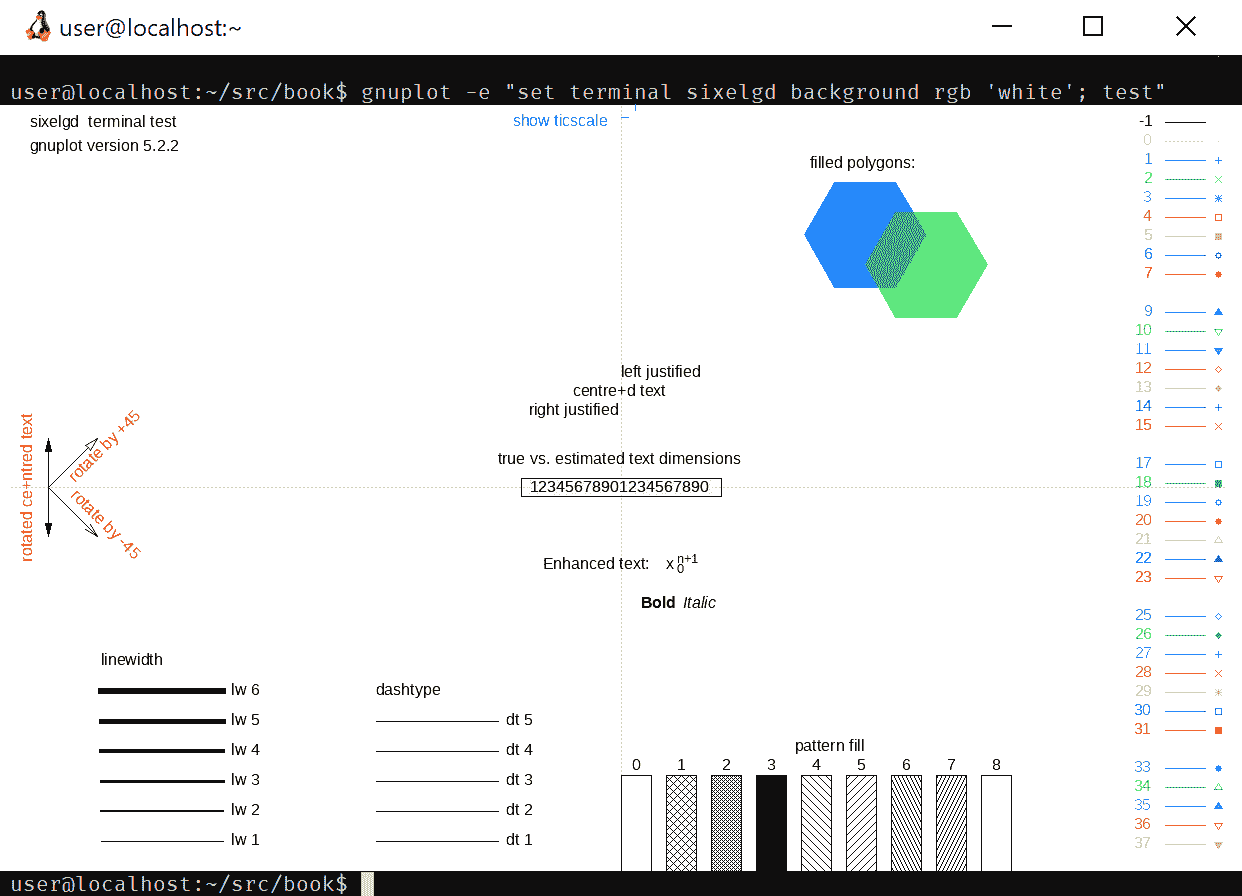 user@localhost:~
user@localhost:~/src/book$ gnuplot -e "set terminal sixelgd background rgb 'white'; test"
sixelgd  terminal test
gnuplot version 5.2.2
show ticscale
filled polygons:
left justified
centre+d text
right justified
true vs. estimated text dimensions
12345678901234567890
Enhanced text:   x n+1 0
Bold  Italic
rotated ce+ntred text
rotate by +45
rotate by -45
linewidth
lw 6
lw 5
lw 4
lw 3
lw 2
lw 1
dashtype
dt 5
dt 4
dt 3
dt 2
dt 1
pattern fill
0 1 2 3 4 5 6 7 8
-1
0
1
2
3
4
5
6
7
9
10
11
12
13
14
15
17
18
19
20
21
22
23
25
26
27
28
29
30
31
33
34
35
36
37
user@localhost:~/src/book$